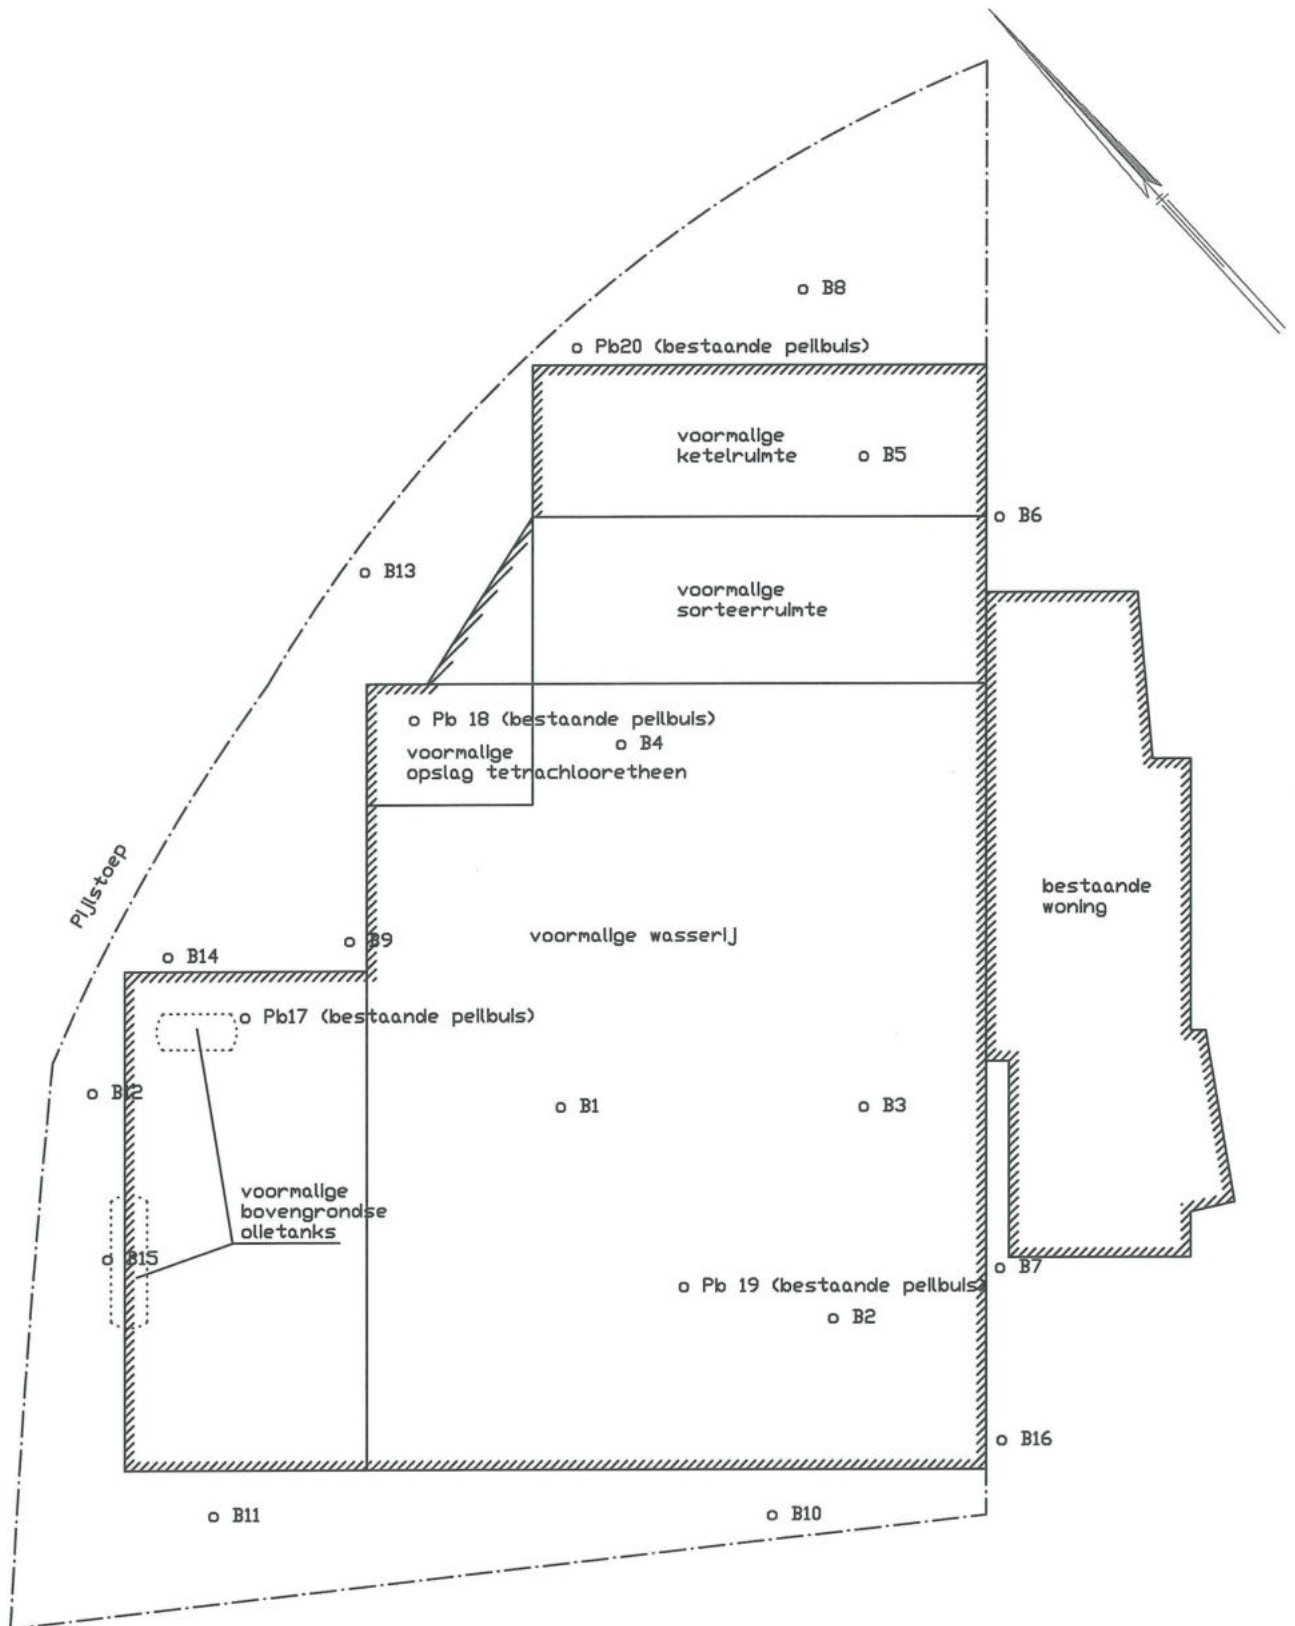 B8
Pb20 (bestaande peilbuis)
voormalige
ketelruimte
B5
B6
B13
voormalige
sorteerruimte
Pb 18 (bestaande peilbuis)
B4
voormalige
opslag tetrachlooretheen
Pijlstoep
bestaande
woning
voormalige wasserij
B9
B14
Pb17 (bestaande peilbuis)
B12
B1
B3
voormalige
bovengrondse
olietanks
B15
B7
Pb 19 (bestaande peilbuis)
B2
B16
B11
B10